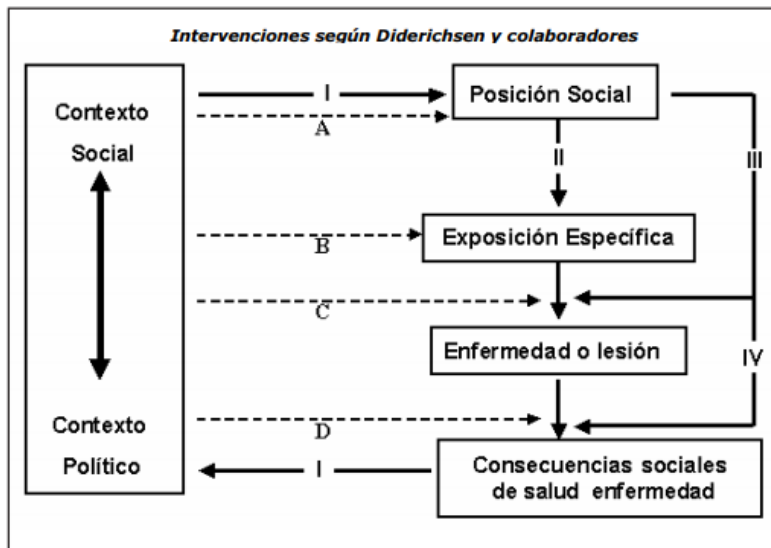 Intervenciones según Diderichsen y colaboradores
Contexto
Social
Contexto
Político
I
A
Posición Social
II
III
B
Exposición Específica
C
Enfermedad o lesión
IV
D
I
Consecuencias sociales
de salud enfermedad